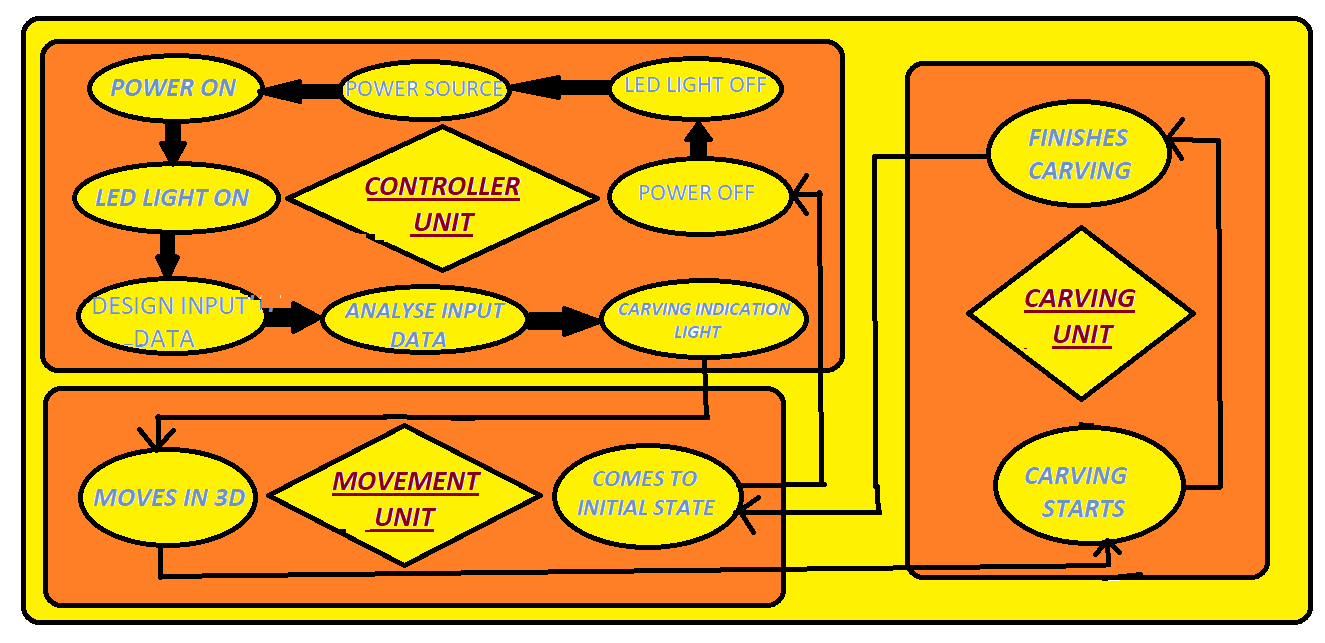 POWER ON
POWER SOURCE
LED LIGHT OFF
LED LIGHT ON
CONTROLLER
UNIT
POWER OFF
DESIGN INPUT
DATA
ANALYSE INPUT
DATA
CARVING INDICATION
LIGHT
MOVES IN 3D
MOVEMENT
UNIT
COMES TO
INITIAL STATE
FINISHES
CARVING
CARVING
UNIT
CARVING
STARTS